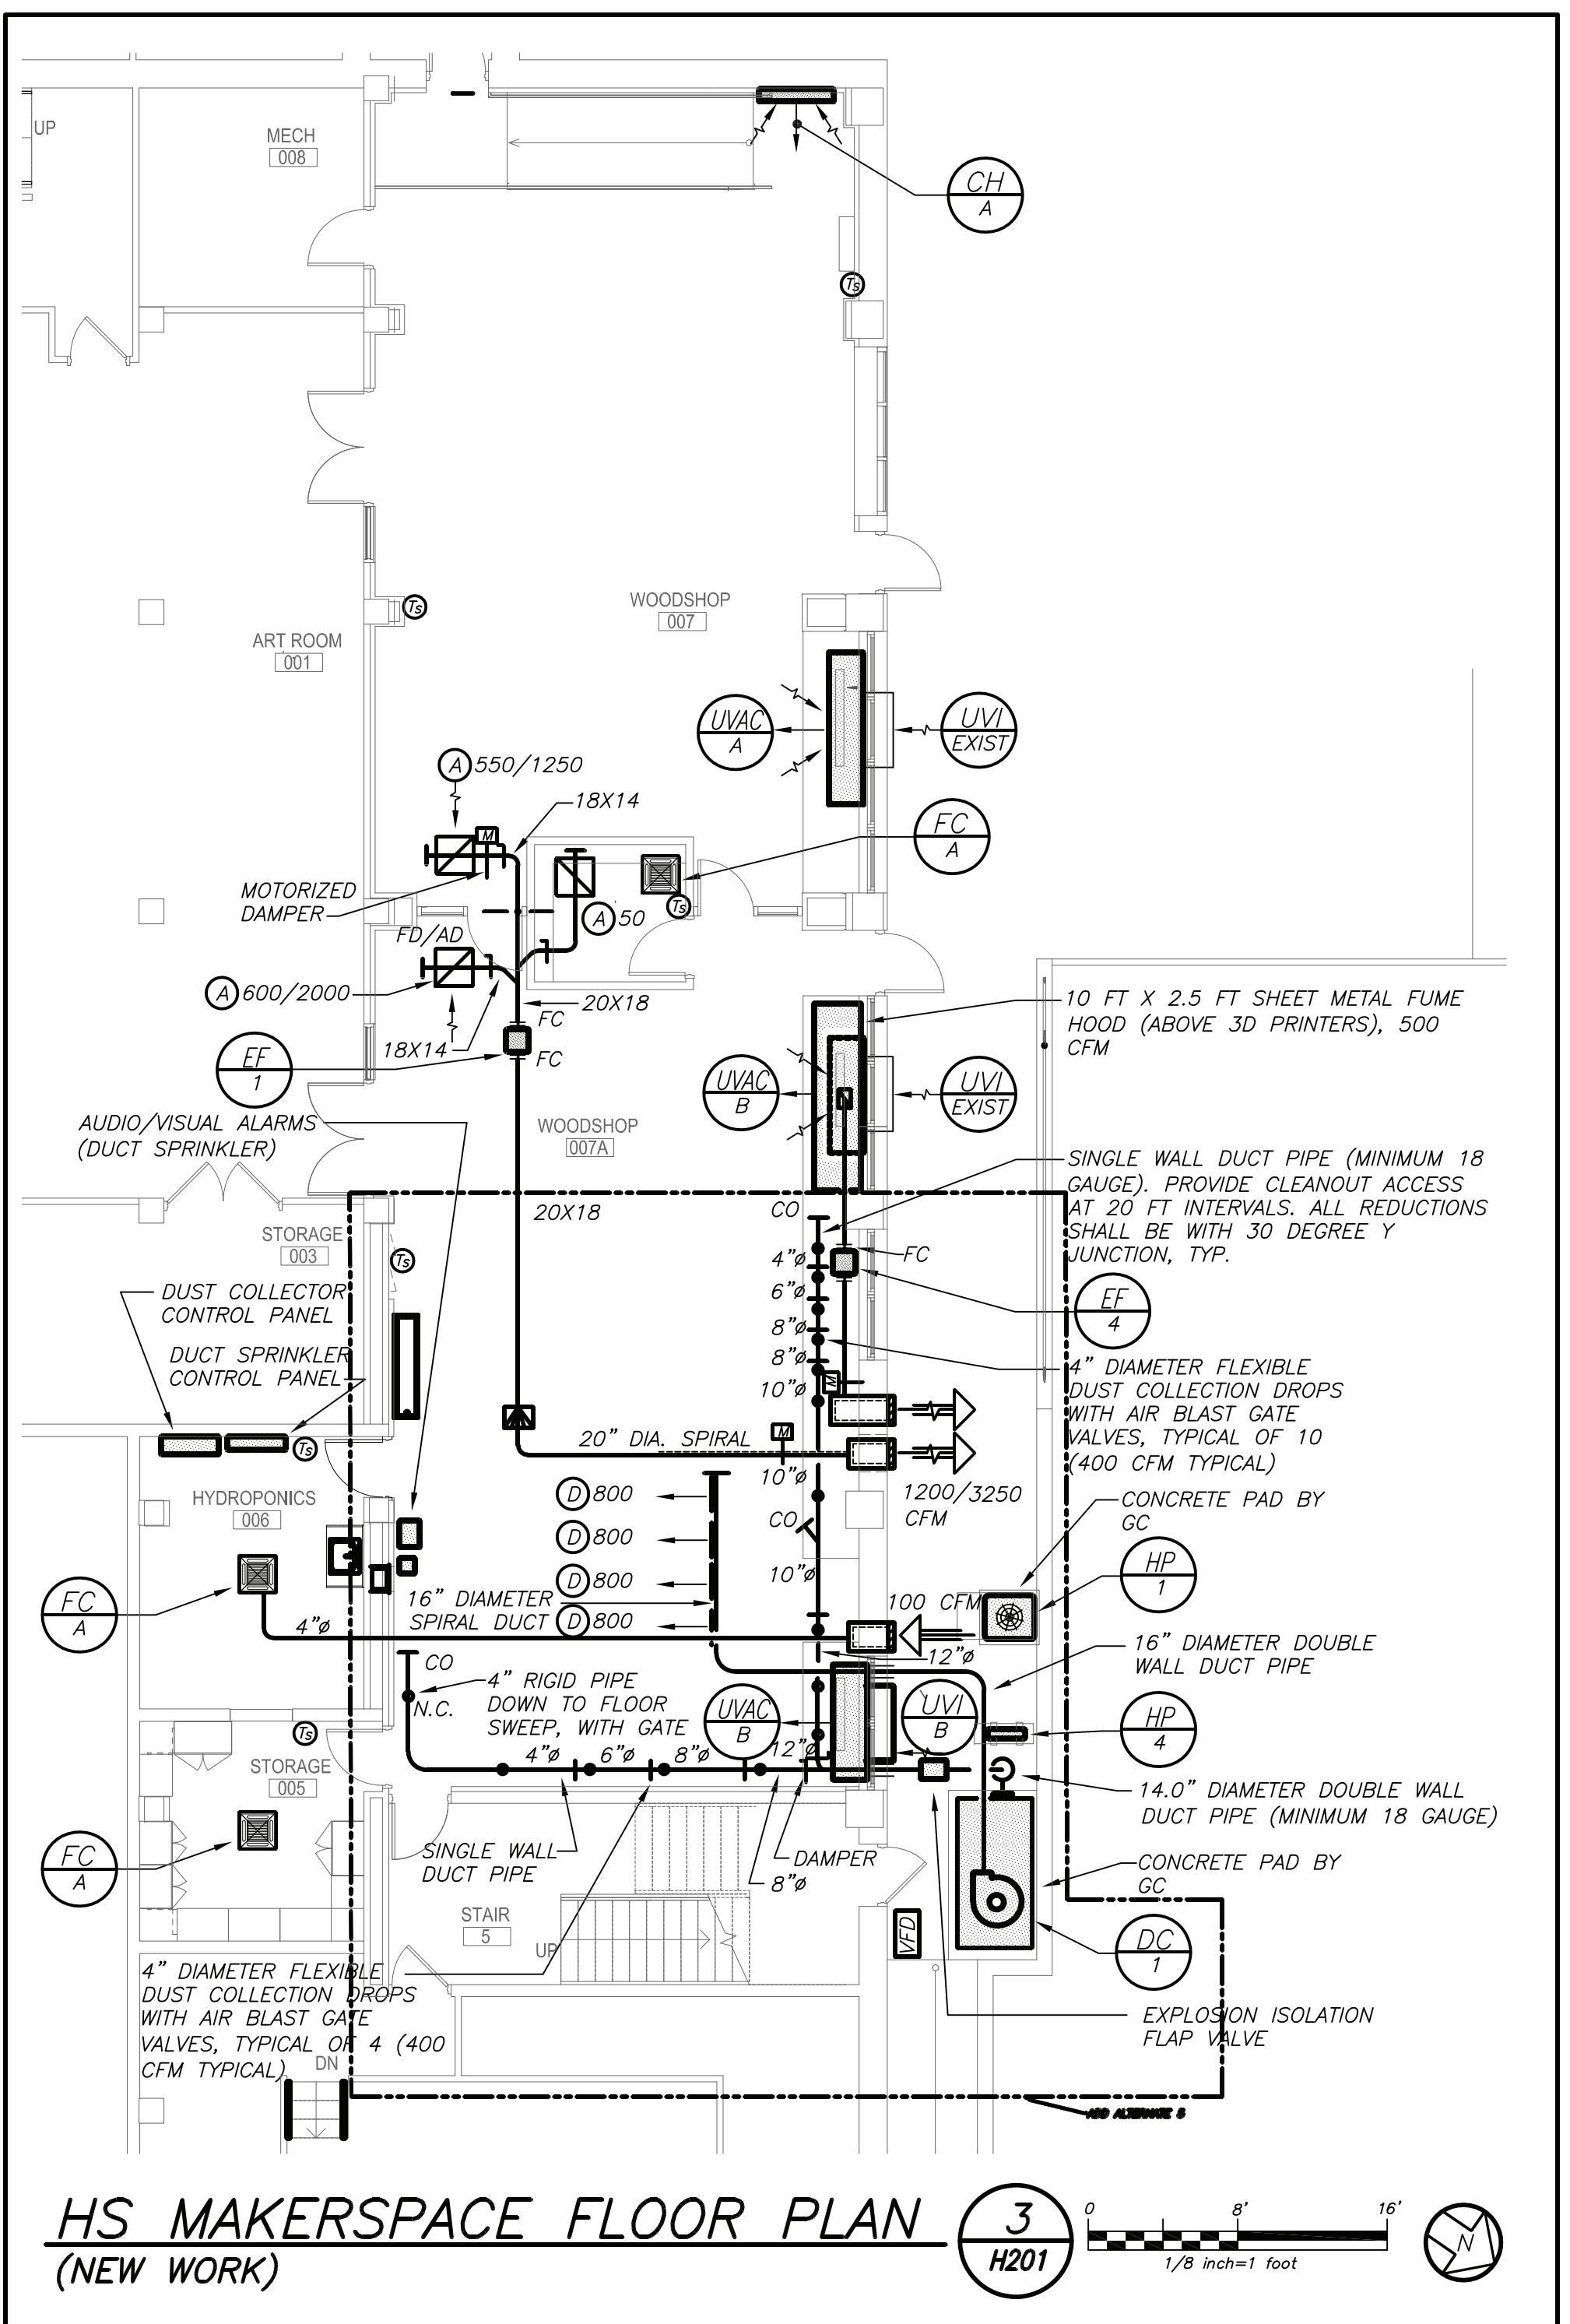 UP
MECH
008
CH
A
Ts
WOODSHOP
007
Ts
ART ROOM
001
UVAC
A
UVI
EXIST
A 550/1250
18X14
FC
A
M
MOTORIZED
DAMPER
Ts
A 50
FD/AD
A 600/2000
20X18
FC
18X14
FC
EF
1
10 FT X 2.5 FT SHEET METAL FUME
HOOD (ABOVE 3D PRINTERS), 500
CFM
UVAC
B
UVI
EXIST
AUDIO/VISUAL ALARMS
(DUCT SPRINKLER)
WOODSHOP
007A
SINGLE WALL DUCT PIPE (MINIMUM 18
GAUGE). PROVIDE CLEANOUT ACCESS
AT 20 FT INTERVALS. ALL REDUCTIONS
SHALL BE WITH 30 DEGREE Y
JUNCTION, TYP.
20X18
CO
STORAGE
003
Ts
4"ø
FC
6"ø
DUST COLLECTOR
CONTROL PANEL
EF
4
8"ø
DUCT SPRINKLER
CONTROL PANEL
8"ø
10"ø
M
4" DIAMETER FLEXIBLE
DUST COLLECTION DROPS
WITH AIR BLAST GATE
VALVES, TYPICAL OF 10
(400 CFM TYPICAL)
20" DIA. SPIRAL
M
Ts
10"ø
HYDROPONICS
006
D 800
1200/3250
CFM
CONCRETE PAD BY
GC
CO
D 800
HP
1
D 800
10"ø
16" DIAMETER
SPIRAL DUCT
D 800
100 CFM
FC
A
4"ø
16" DIAMETER DOUBLE
WALL DUCT PIPE
12"ø
CO
4" RIGID PIPE
DOWN TO FLOOR
SWEEP, WITH GATE
N.C.
UVAC
B
UVI
B
HP
4
Ts
4"ø
6"ø
8"ø
12"ø
STORAGE
005
14.0" DIAMETER DOUBLE WALL
DUCT PIPE (MINIMUM 18 GAUGE)
SINGLE WALL
DUCT PIPE
DAMPER
8"ø
CONCRETE PAD BY
GC
FC
A
STAIR
5
UP
VFD
DC
1
4" DIAMETER FLEXIBLE
DUST COLLECTION DROPS
WITH AIR BLAST GATE
VALVES, TYPICAL OF 4 (400
CFM TYPICAL)
DN
EXPLOSION ISOLATION
FLAP VALVE
ADD ALTERNATE 5
HS MAKERSPACE FLOOR PLAN
(NEW WORK)
3
H201
0 8' 16'
1/8 inch=1 foot
N